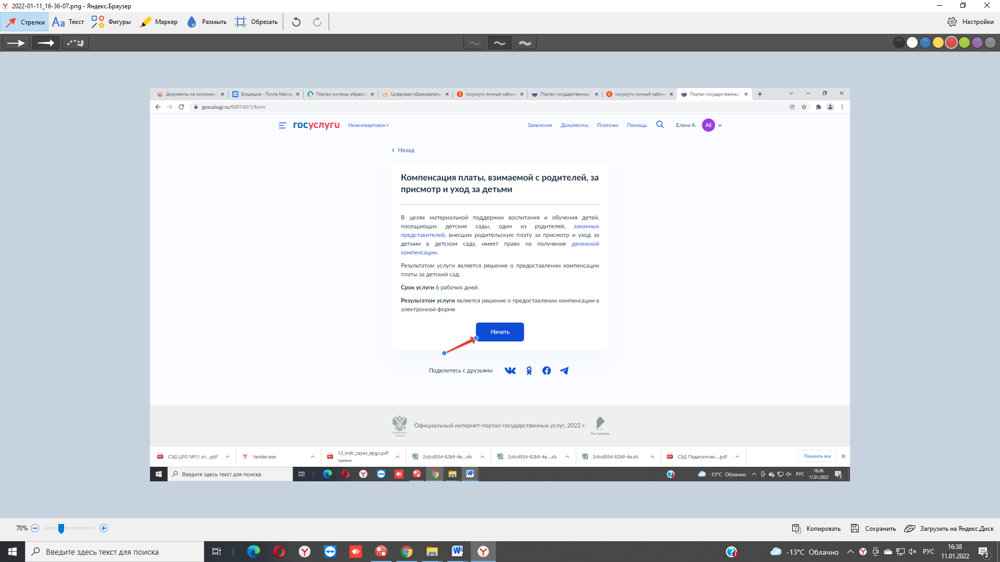 2022-01-11_16-36-07.png - Яндекс.Браузер
Стрелки Текст Фигуры Маркер Размыть Обрезать Настройки
Документы на исполнени Входящие - Почта Mail.ru Портал системы образов Цифровая образователь госуслуги личный кабине Портал государственных госуслуги личный кабине Портал государственных
gosuslugi.ru/600160/1/form
госуслуги Нижневартовск г Заявления Документы Платежи Помощь Елена А. АЕ
Назад
Компенсация платы, взимаемой с родителей, за
присмотр и уход за детьми
В целях материальной поддержки воспитания и обучения детей,
посещающих детские сады, один из родителей, законных
представителей, внесших родительскую плату за присмотр и уход за
детьми в детском саду, имеет право на получение денежной
компенсации.
Результатом услуги является решение о предоставлении компенсации
платы за детский сад.
Срок услуги 6 рабочих дней.
Результатом услуги является решение о предоставлении компенсации в
электронной форме
Начать
Поделитесь с друзьями
Минцифры
России
Официальный интернет-портал государственных услуг, 2022 г.
Ростелеком
СЭД ЦРО №11 от....pdf Yandex.exe 13_instr_zayav_epgu.pdf 2c6cd934-82b9-4e....xls 2c6cd934-82b9-4e....xls 2c6cd934-82b9-4e.xls СЭД Педагогичес....pdf Показать все
Удалено
Введите здесь текст для поиска -13°C Облачно РУС 16:36
11.01.2022 2
70% Копировать Сохранить Загрузить на Яндекс.Диск
Введите здесь текст для поиска -13°C Облачно РУС 16:38
11.01.2022 2